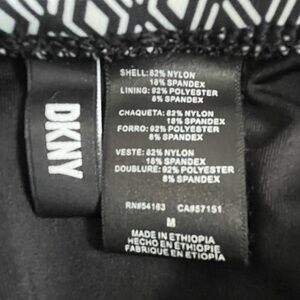 DKNY
SHELL: 82% NYLON
18% SPANDEX
LINING: 92% POLYESTER
8% SPANDEX
CHAQUETA: 82% NYLON
18% SPANDEX
FORRO: 92% POLYESTER
8% SPANDEX
VESTE: 82% NYLON
18% SPANDEX
DOUBLURE: 92% POLYESTER
8% SPANDEX
RN#54163 CA#57151
M
MADE IN ETHIOPIA
HECHO EN ÉTHIOPIE
FABRIQUE EN ETÍOPIA